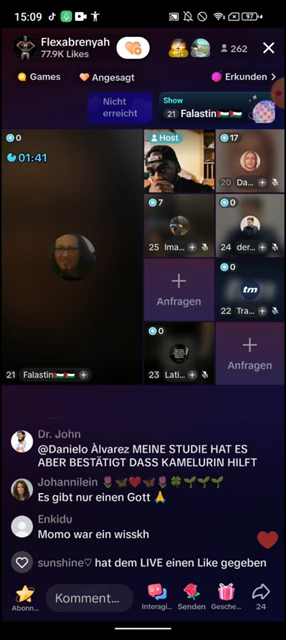 15:09
97
Flexabrenyah
77.9K Likes
262
Games
Angesagt
Erkunden >
Nicht
erreicht
Show
21 Falastin🇵🇸🇵🇸
0
01:41
Host
17
20 Da...
7
25 Ima...
0
24 der...
Anfragen
0
tm
22 Tra...
0
23 Lati...
Anfragen
21 Falastin🇵🇸🇵🇸
Dr. John
@Danielo Àlvarez MEINE STUDIE HAT ES
ABER BESTÄTIGT DASS KAMELURIN HILFT
Johannilein 🌷🦋❤️🦋🌷🍀🌱🌱🌱
Es gibt nur einen Gott 🙏
Enkidu
Momo war ein wisskh
sunshine♡ hat dem LIVE einen Like gegeben
Abonn...
Komment...
Interagi...
Senden
Gesche...
24